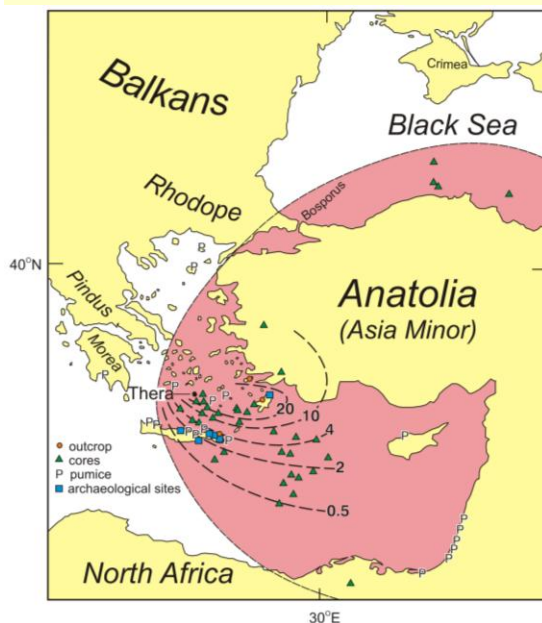 Crimea
Balkans
Black Sea
Bosporus
Rhodope
P
P
40°N
Pindus
Anatolia
(Asia Minor)
Morea
P
P
Thera
P
P
20
10
P
P
4
P
P
P
P
P
outcrop
cores
P pumice
archaeological sites
2
0.5
P
P
P
P
P
P
North Africa
30°E